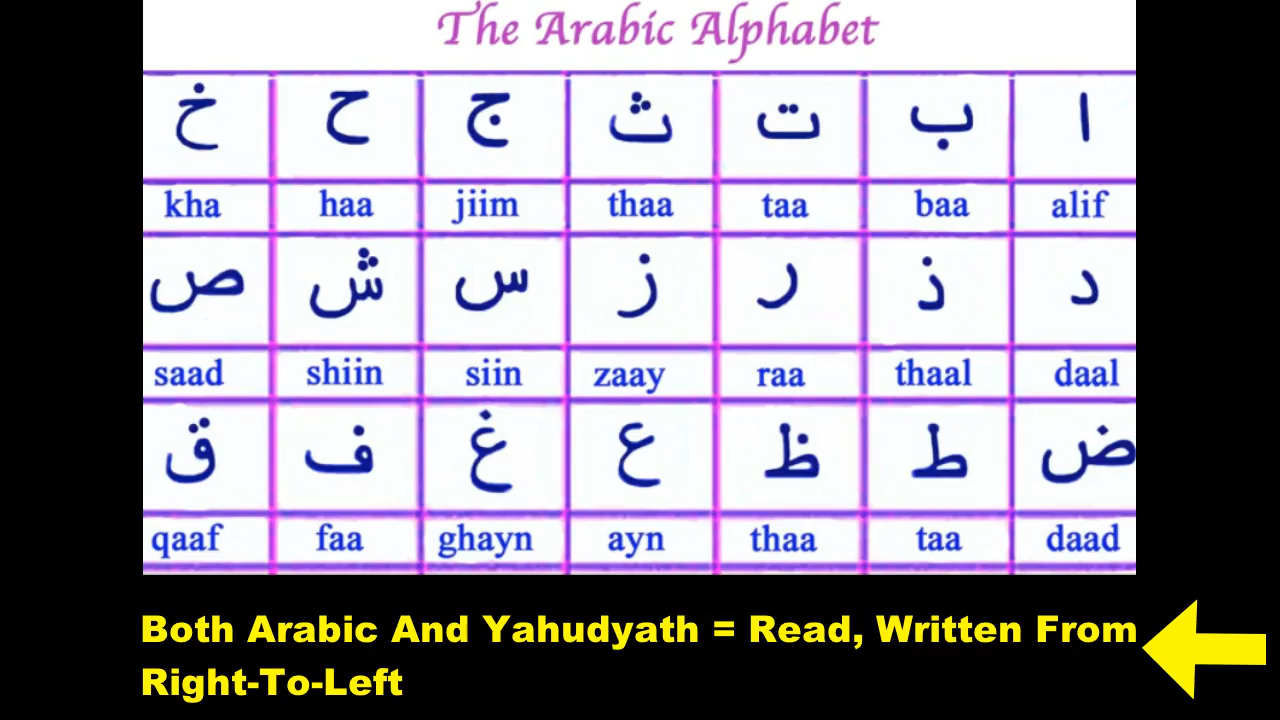 The Arabic Alphabet
ا ب ت ث ج ح خ
alif baa taa thaa jiim haa kha
د ذ ر ز س ش ص
daal thaal raa zaay siin shiin saad
ض ط ظ ع غ ف ق
daad taa thaa ayn ghayn faa qaaf
Both Arabic And Yahudyath = Read, Written From
Right-To-Left